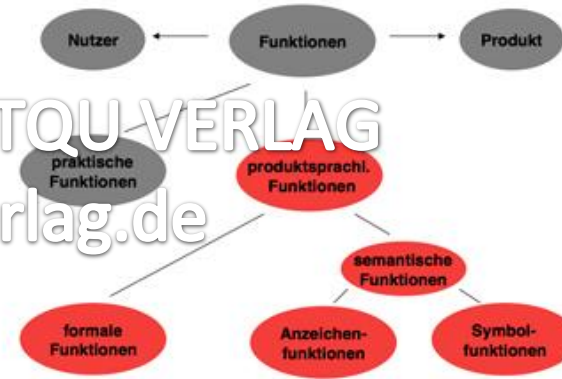 Nutzer
Funktionen
Produkt
TQU VERLAG
praktische
Funktionen
produktsprachl.
Funktionen
rlag.de
semantische
Funktionen
formale
Funktionen
Anzeichen-
funktionen
Symbol-
funktionen